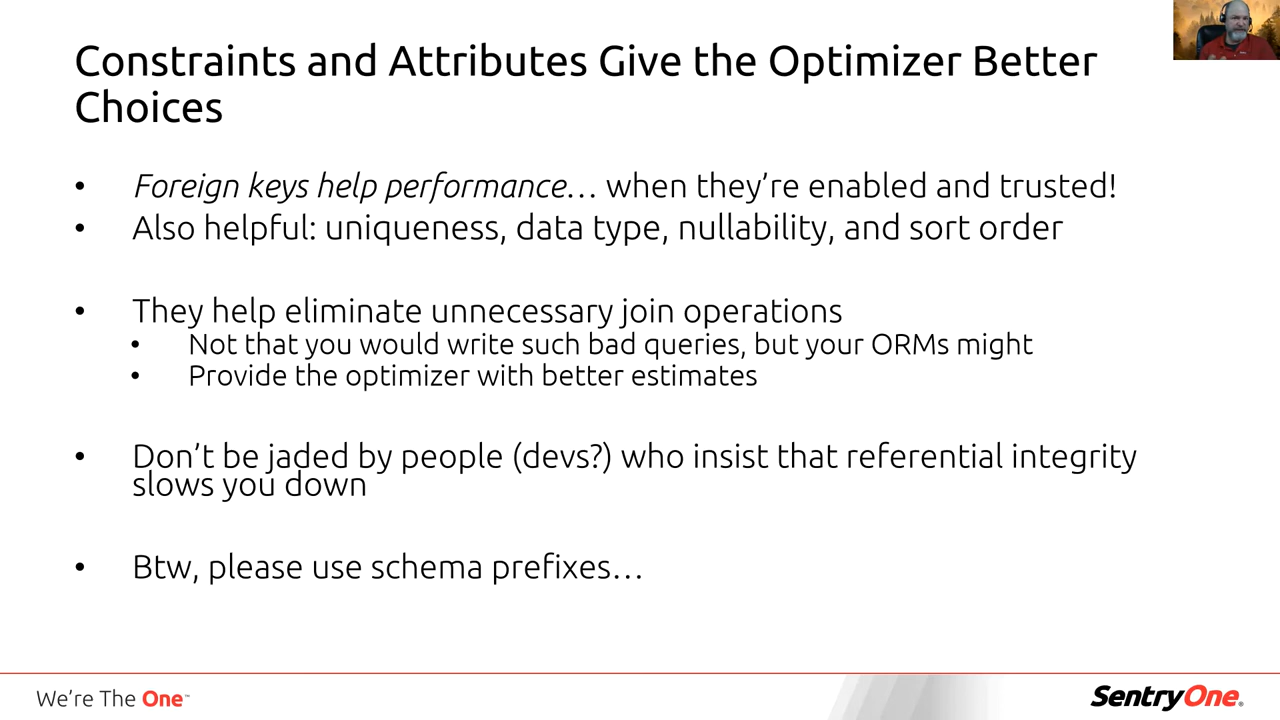 Constraints and Attributes Give the Optimizer Better
Choices
• Foreign keys help performance… when they’re enabled and trusted!
• Also helpful: uniqueness, data type, nullability, and sort order
• They help eliminate unnecessary join operations
• Not that you would write such bad queries, but your ORMs might
• Provide the optimizer with better estimates
• Don’t be jaded by people (devs?) who insist that referential integrity
slows you down
• Btw, please use schema prefixes…
We’re The One™
SentryOne®